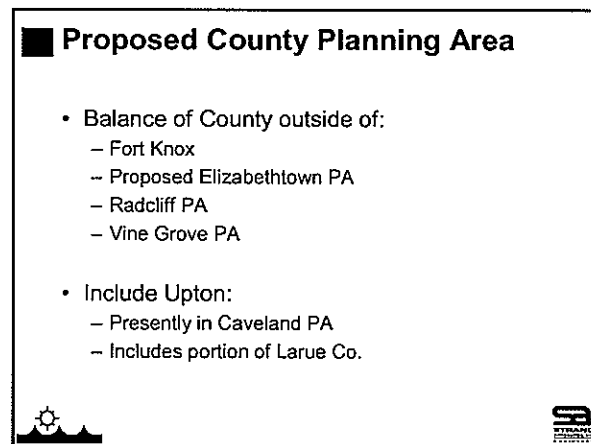 Proposed County Planning Area
• Balance of County outside of:
– Fort Knox
– Proposed Elizabethtown PA
– Radcliff PA
– Vine Grove PA
• Include Upton:
– Presently in Caveland PA
– Includes portion of Larue Co.
STRAND